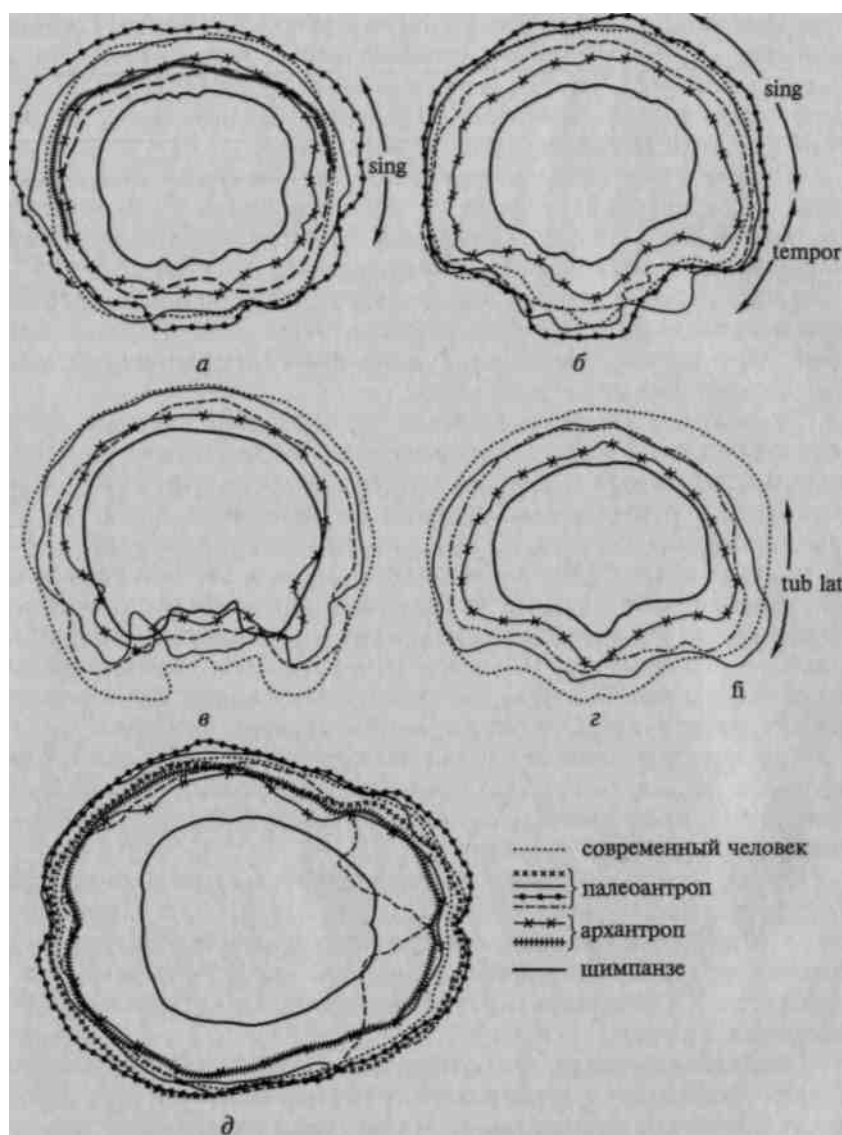 sing
sing
tempor
а
б
tub lat
fi
в
г
современный человек
палеоантроп
архантроп
шимпанзе
д